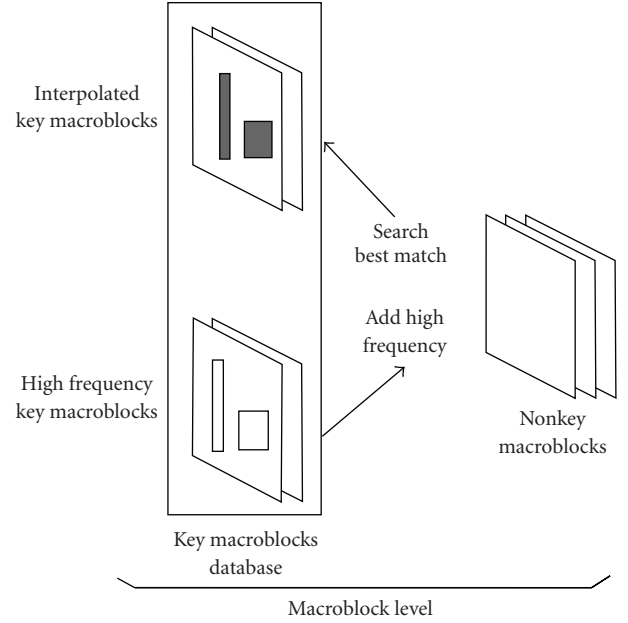 Interpolated
key macroblocks
Search
best match
Add high
frequency
High frequency
key macroblocks
Nonkey
macroblocks
Key macroblocks
database
Macroblock level